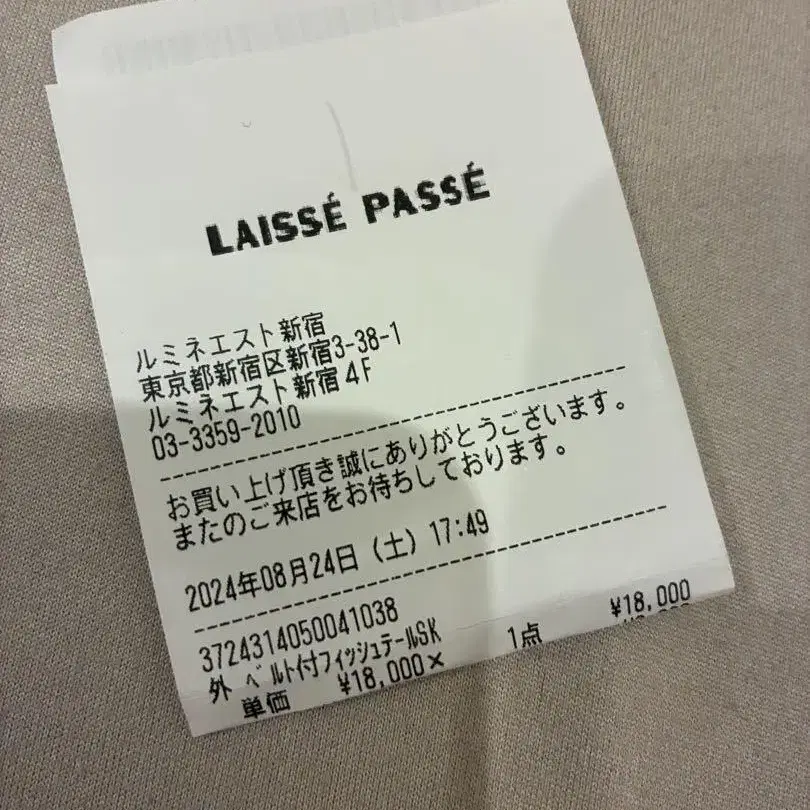 LAISSÉ PASSÉ
ルミネエスト新宿
東京都新宿区新宿3-38-1
ルミネエスト新宿4F
03-3359-2010
お買い上げ頂き誠にありがとうございます。
またのご来店をお待ちしております。
2024年08月24日(土) 17:49
3724314050041038
外 ベルト付フィッシュテールSK
¥18,000
単価 ¥18,000× 1点